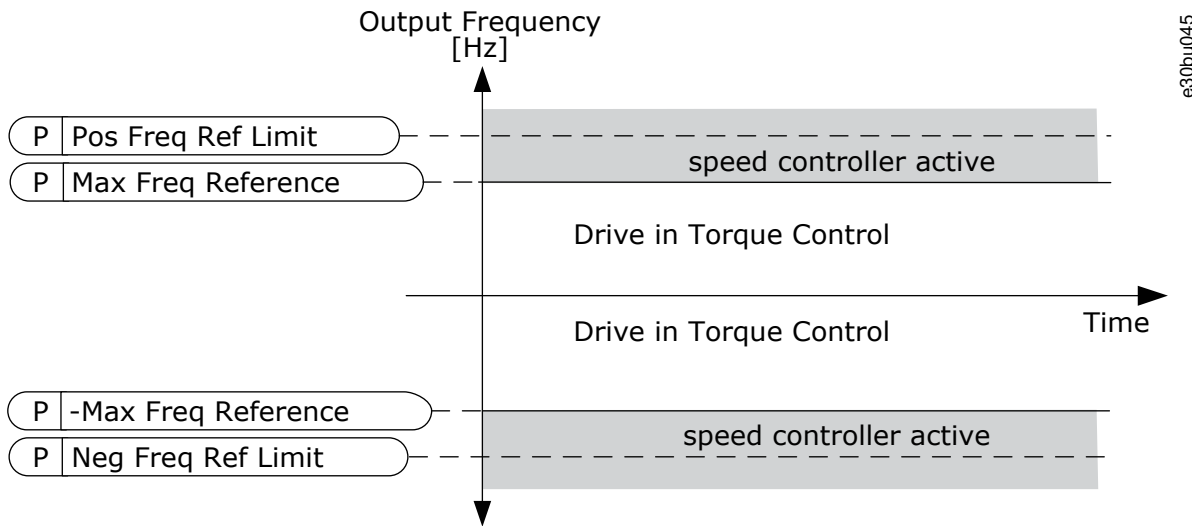 Output Frequency
[Hz]
e30bu045
P Pos Freq Ref Limit
speed controller active
P Max Freq Reference
Drive in Torque Control
Time
Drive in Torque Control
P -Max Freq Reference
speed controller active
P Neg Freq Ref Limit